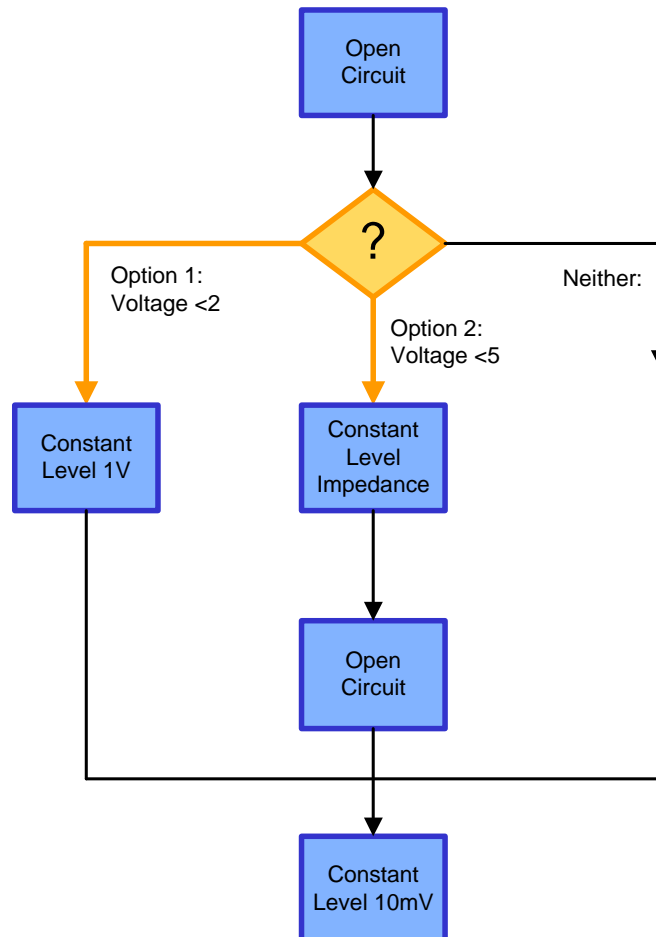 Open
Circuit
?
Option 1:
Voltage <2
Neither:
Option 2:
Voltage <5
Constant
Level 1V
Constant
Level
Impedance
Open
Circuit
Constant
Level 10mV